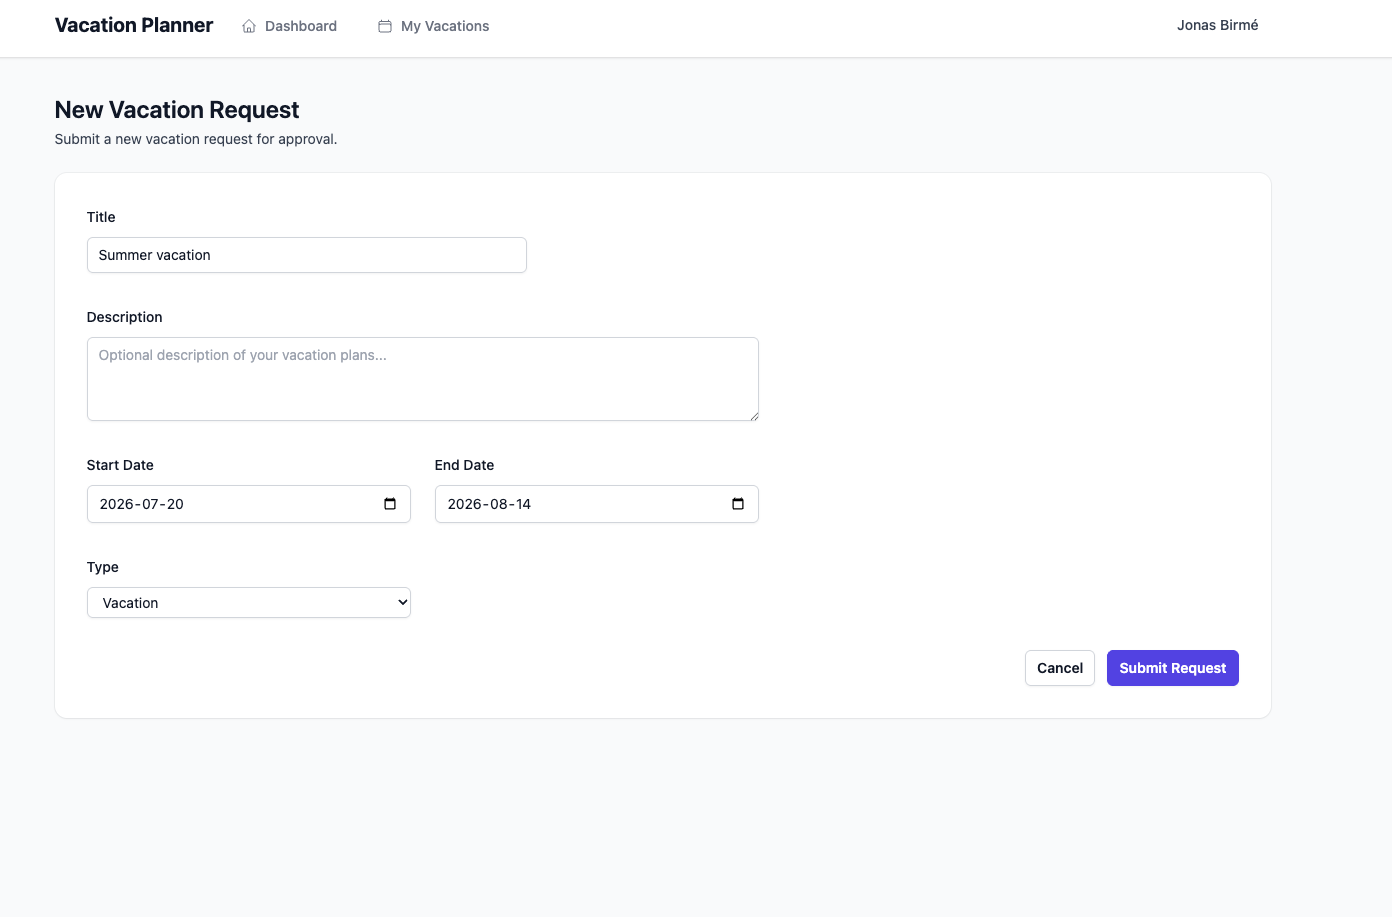 Vacation Planner Dashboard My Vacations Jonas Birmé
New Vacation Request
Submit a new vacation request for approval.
Title
Summer vacation
Description
Optional description of your vacation plans...
Start Date End Date
2026-07-20 2026-08-14
Type
Vacation
Cancel Submit Request